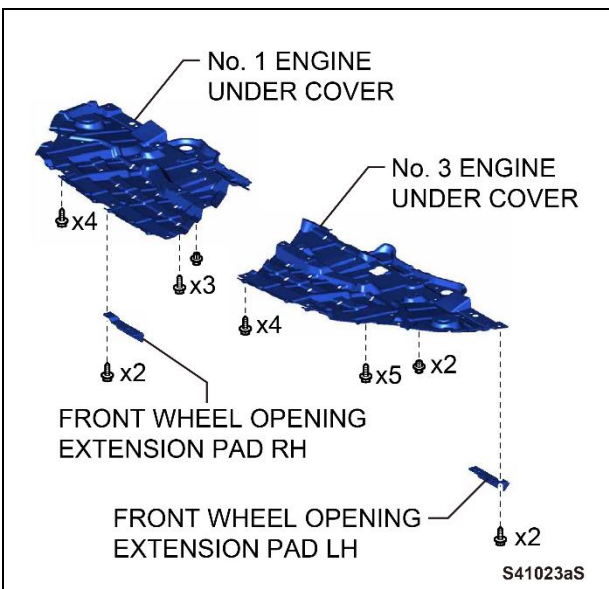 No. 1 ENGINE
UNDER COVER
No. 3 ENGINE
UNDER COVER
x4
x3
x4
x2
x5
x2
FRONT WHEEL OPENING
EXTENSION PAD RH
FRONT WHEEL OPENING
EXTENSION PAD LH
x2
S41023aS